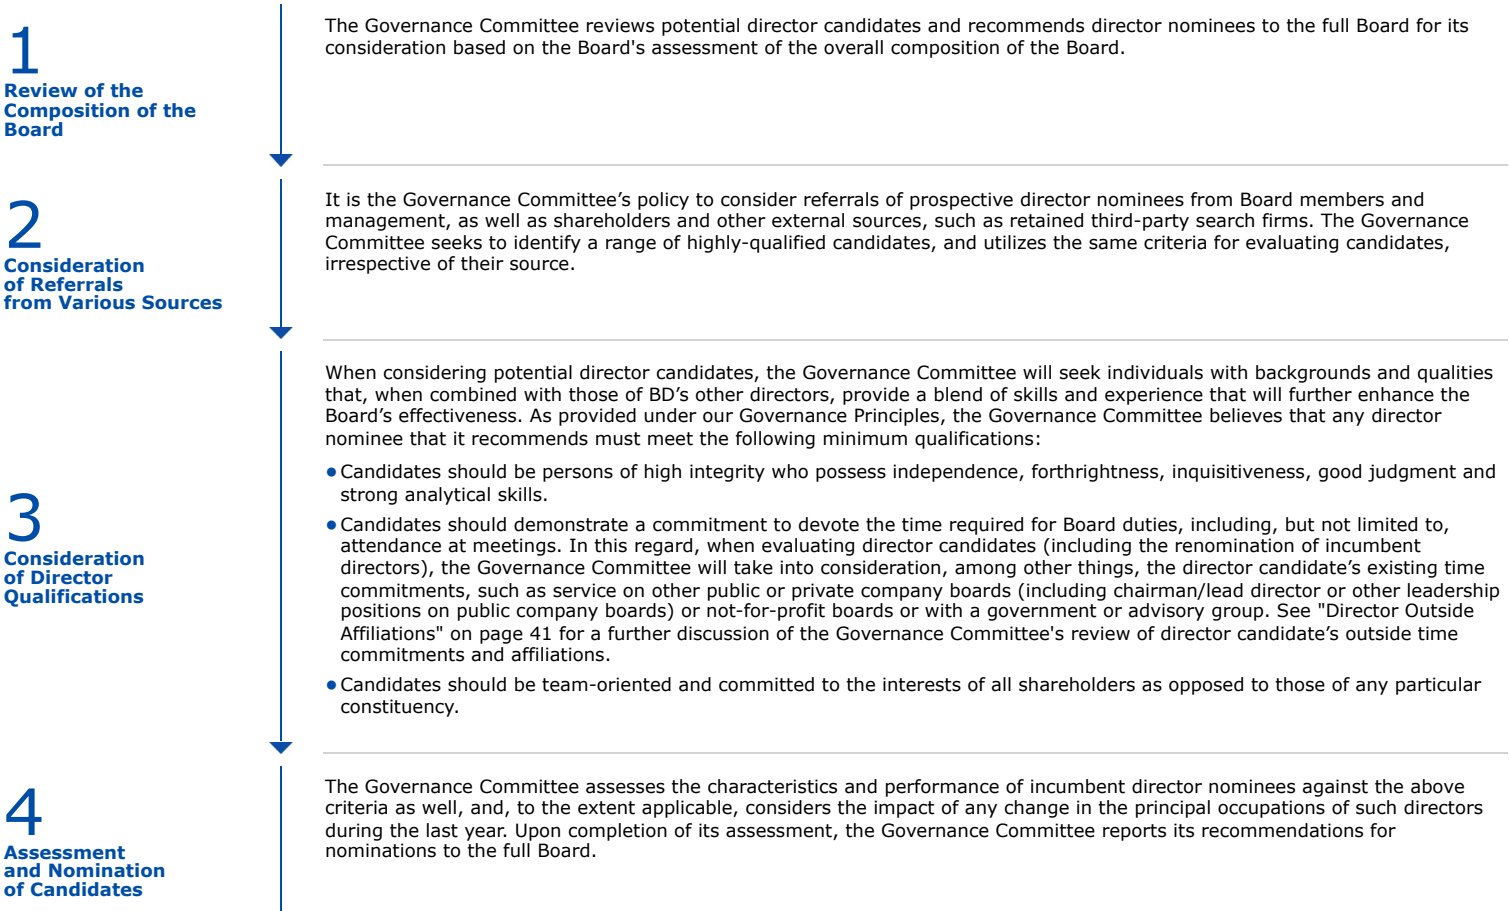 1
Review of the
Composition of the
Board
The Governance Committee reviews potential director candidates and recommends director nominees to the full Board for its
consideration based on the Board's assessment of the overall composition of the Board.
2
Consideration
of Referrals
from Various Sources
It is the Governance Committee’s policy to consider referrals of prospective director nominees from Board members and
management, as well as shareholders and other external sources, such as retained third-party search firms. The Governance
Committee seeks to identify a range of highly-qualified candidates, and utilizes the same criteria for evaluating candidates,
irrespective of their source.
3
Consideration
of Director
Qualifications
When considering potential director candidates, the Governance Committee will seek individuals with backgrounds and qualities
that, when combined with those of BD’s other directors, provide a blend of skills and experience that will further enhance the
Board’s effectiveness. As provided under our Governance Principles, the Governance Committee believes that any director
nominee that it recommends must meet the following minimum qualifications:
● Candidates should be persons of high integrity who possess independence, forthrightness, inquisitiveness, good judgment and
strong analytical skills.
● Candidates should demonstrate a commitment to devote the time required for Board duties, including, but not limited to,
attendance at meetings. In this regard, when evaluating director candidates (including the renomination of incumbent
directors), the Governance Committee will take into consideration, among other things, the director candidate’s existing time
commitments, such as service on other public or private company boards (including chairman/lead director or other leadership
positions on public company boards) or not-for-profit boards or with a government or advisory group. See "Director Outside
Affiliations" on page 41 for a further discussion of the Governance Committee's review of director candidate’s outside time
commitments and affiliations.
● Candidates should be team-oriented and committed to the interests of all shareholders as opposed to those of any particular
constituency.
4
Assessment
and Nomination
of Candidates
The Governance Committee assesses the characteristics and performance of incumbent director nominees against the above
criteria as well, and, to the extent applicable, considers the impact of any change in the principal occupations of such directors
during the last year. Upon completion of its assessment, the Governance Committee reports its recommendations for
nominations to the full Board.